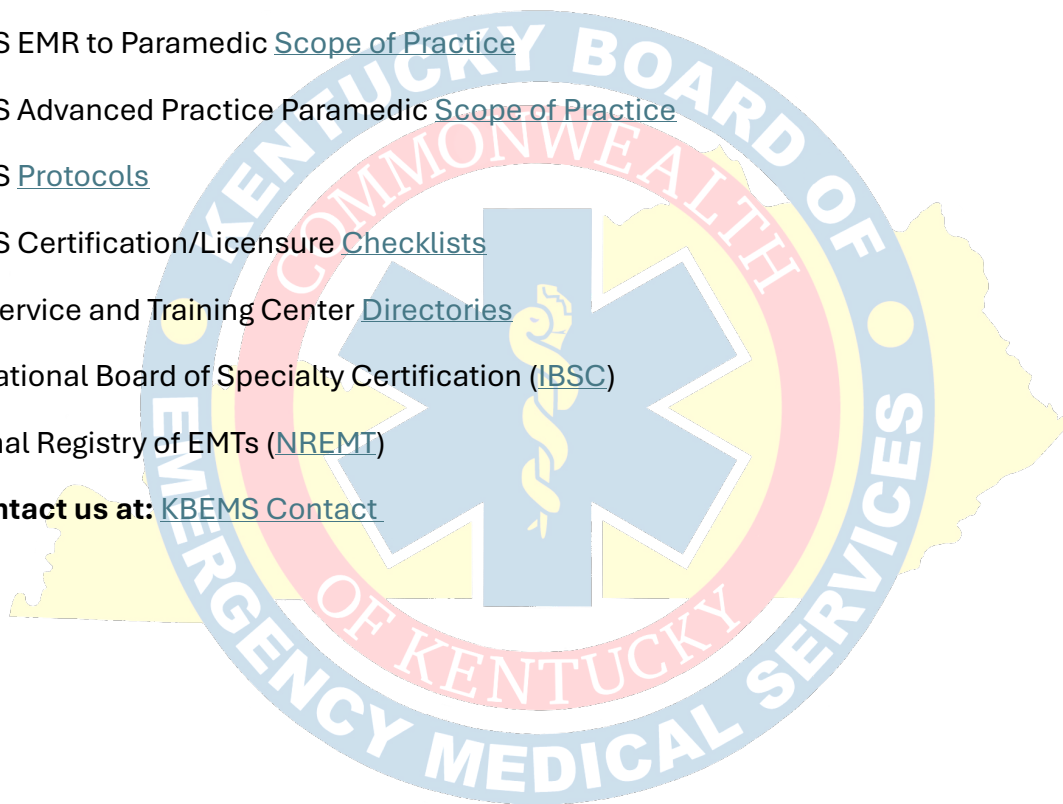 S EMR to Paramedic Scope of Practice
S Advanced Practice Paramedic Scope of Practice
S Protocols
S Certification/Licensure Checklists
ervice and Training Center Directories
ational Board of Specialty Certification (IBSC)
nal Registry of EMTs (NREMT)
ntact us at: KBEMS Contact
KENTUCKY BOARD OF
EMERGENCY MEDICAL SERVICES
COMMONWEALTH
OF KENTUCKY